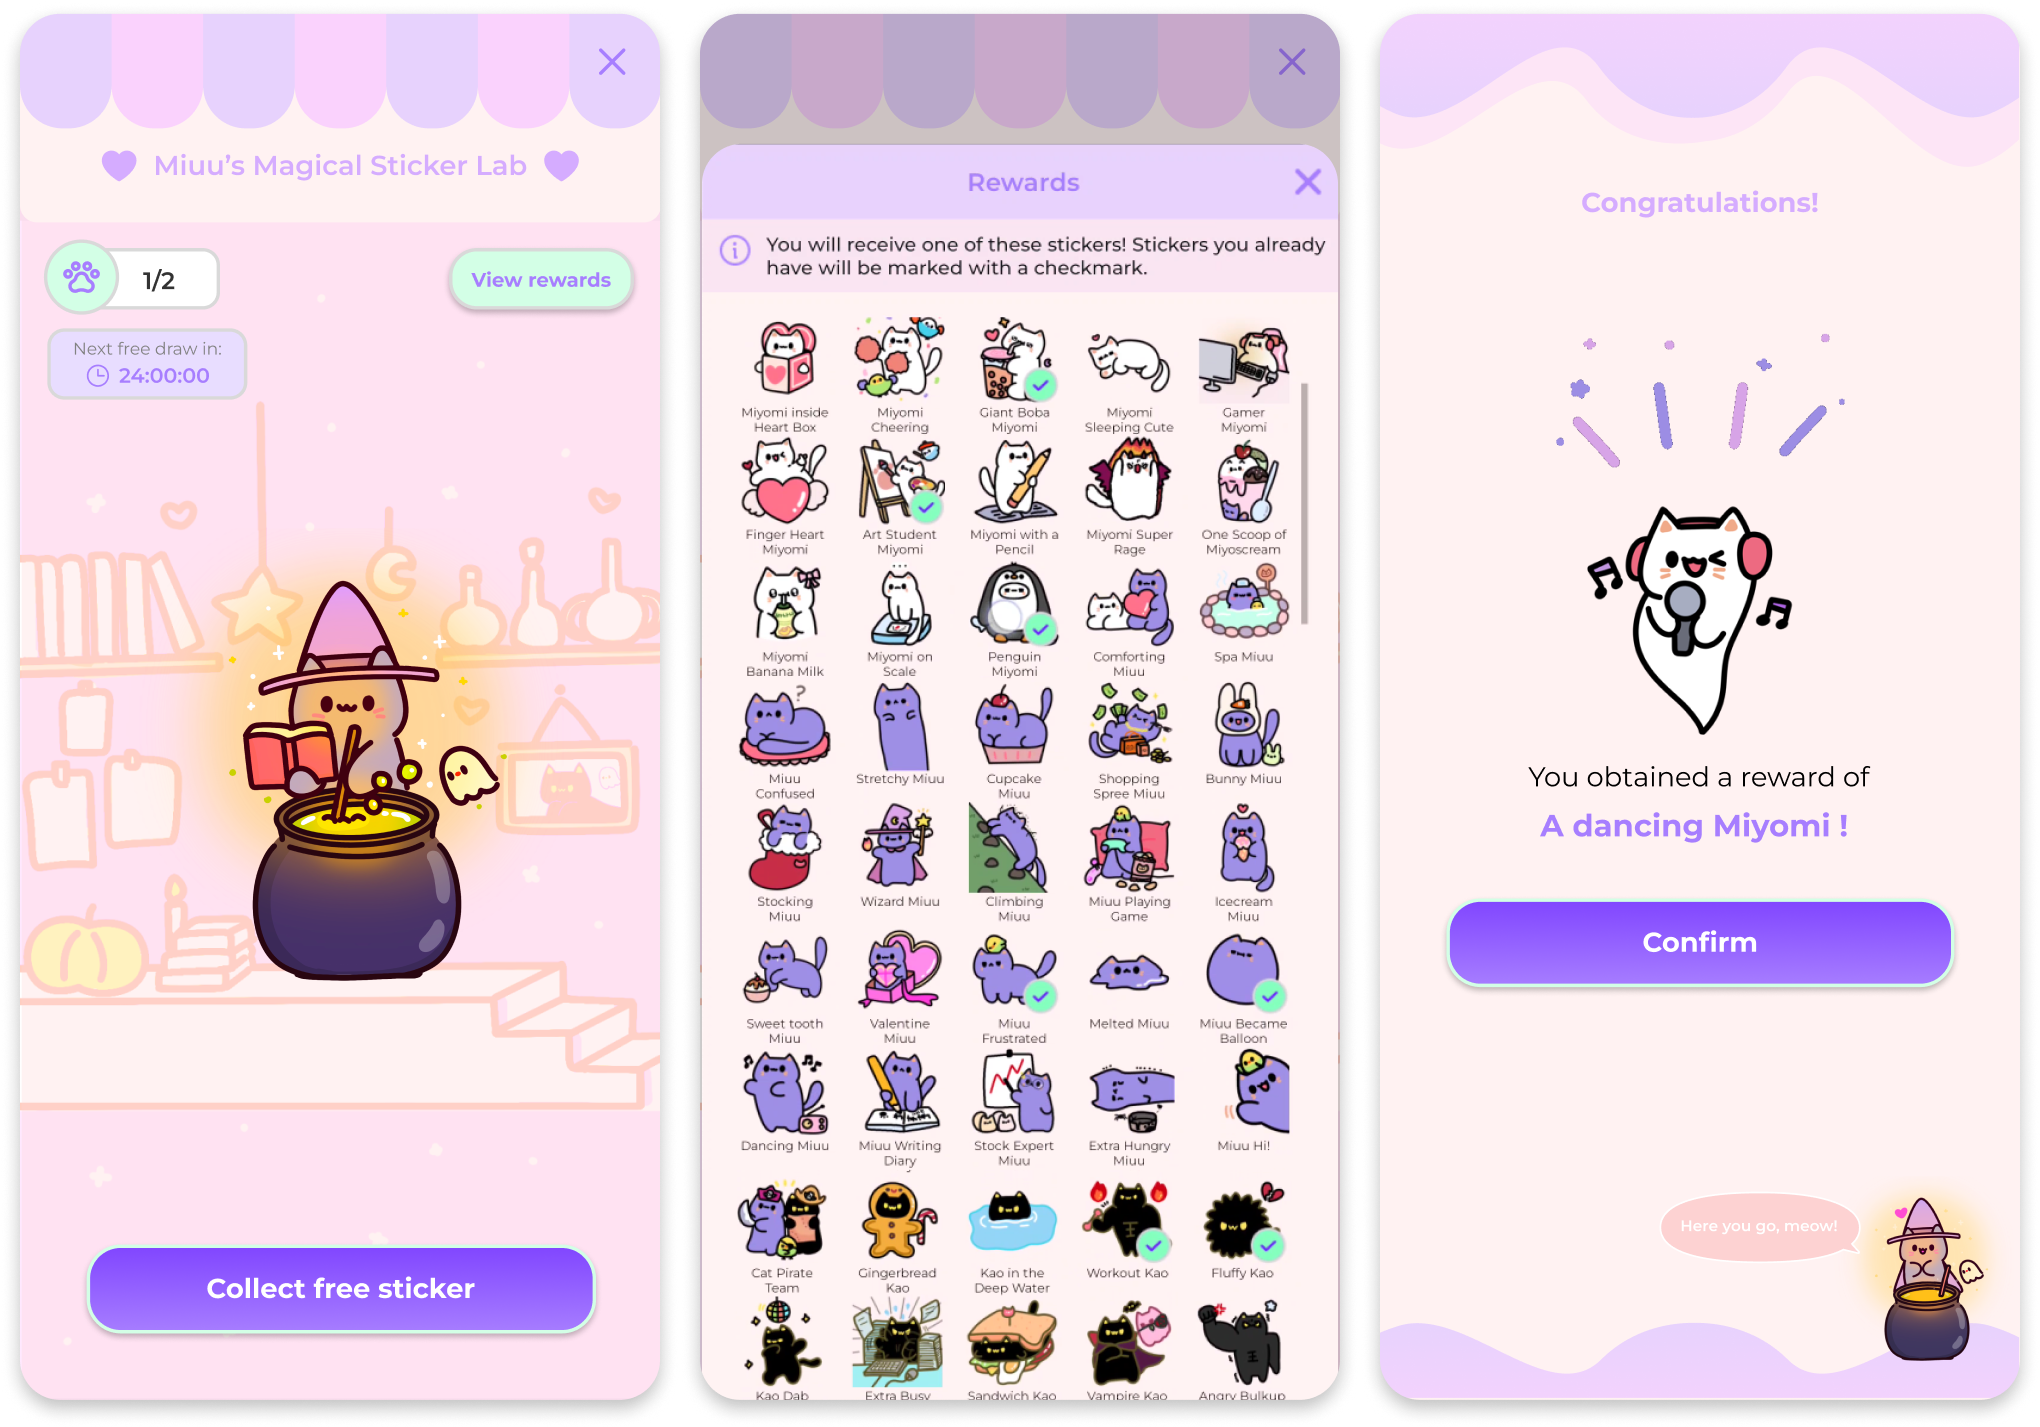 Miuu’s Magical Sticker Lab
1/2
View rewards
Next free draw in:
24:00:00
Collect free sticker
Rewards
You will receive one of these stickers! Stickers you already
have will be marked with a checkmark.
Miyomi inside
Heart Box
Miyomi
Cheering
Giant Boba
Miyomi
Miyomi
Sleeping Cute
Gamer
Miyomi
Finger Heart
Miyomi
Art Student
Miyomi
Miyomi with a
Pencil
Miyomi Super
Rage
One Scoop of
Miyoscream
Miyomi
Banana Milk
Miyomi on
Scale
Penguin
Miyomi
Comforting
Miuu
Spa Miuu
Miuu
Confused
Stretchy Miuu
Cupcake
Miuu
Shopping
Spree Miuu
Bunny Miuu
Stocking
Miuu
Wizard Miuu
Climbing
Miuu
Miuu Playing
Game
Icecream
Miuu
Sweet tooth
Miuu
Valentine
Miuu
Miuu
Frustrated
Melted Miuu
Miuu Became
Balloon
Dancing Miuu
Miuu Writing
Diary
Stock Expert
Miuu
Extra Hungry
Miuu
Miuu Hi!
Cat Pirate
Team
Gingerbread
Kao
Kao in the
Deep Water
Workout Kao
Fluffy Kao
Kao Dab
Extra Busy
Sandwich Kao
Vampire Kao
Angry Bulkup
Congratulations!
You obtained a reward of
A dancing Miyomi !
Confirm
Here you go, meow!